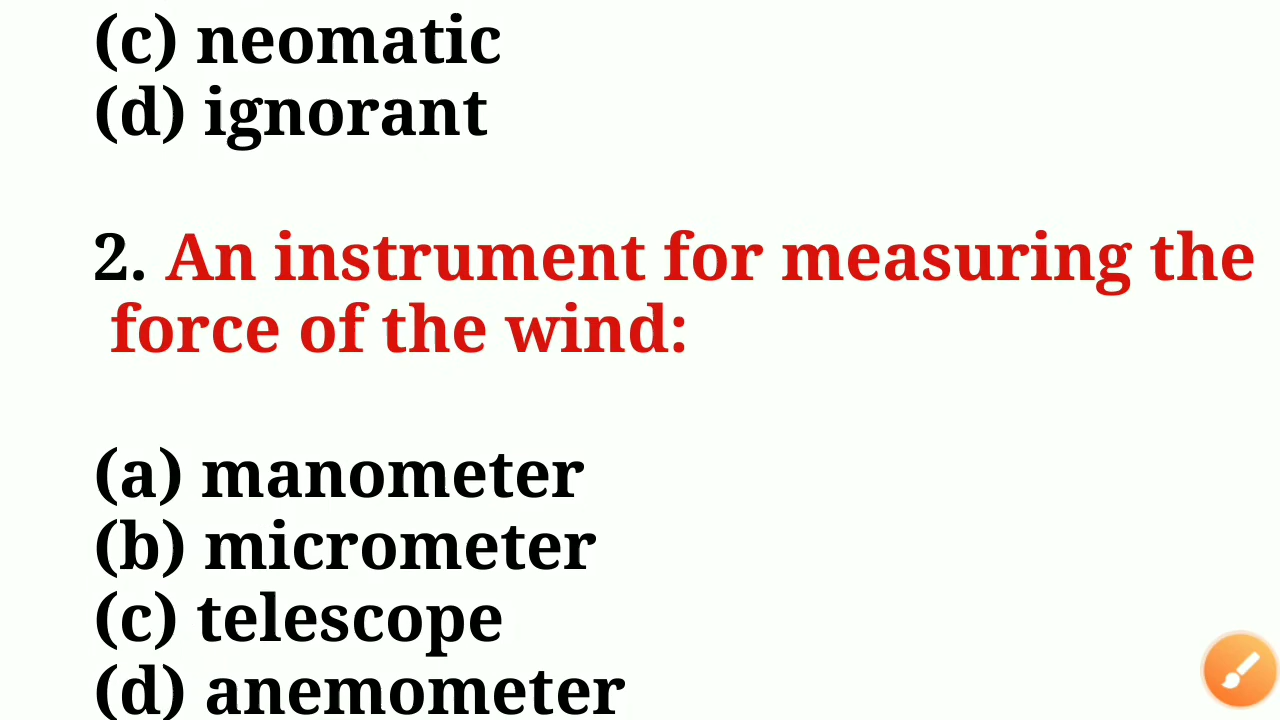 (c) neomatic
(d) ignorant
2. An instrument for measuring the
force of the wind:
(a) manometer
(b) micrometer
(c) telescope
(d) anemometer